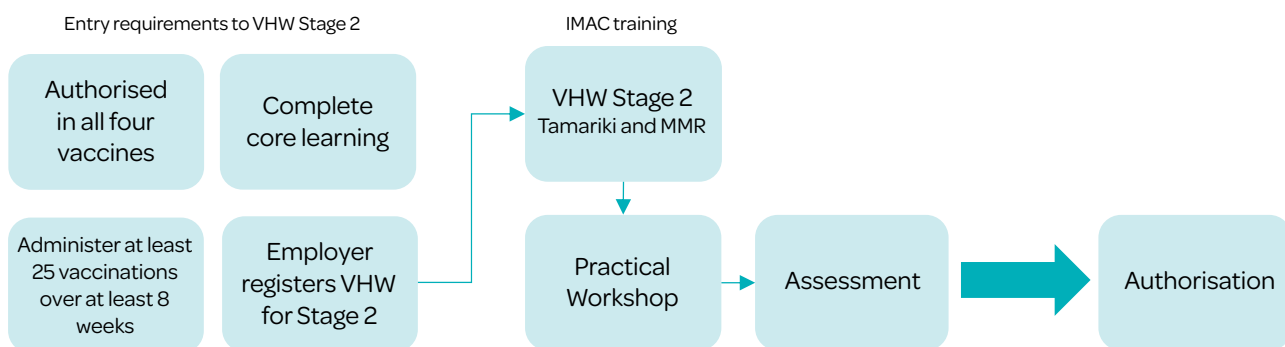 Entry requirements to VHW Stage 2
IMAC training
Authorised
in all four
vaccines
Complete
core learning
VHW Stage 2
Tamariki and MMR
Administer at least
25 vaccinations
over at least 8
weeks
Employer
registers VHW
for Stage 2
Practical
Workshop
Assessment
Authorisation